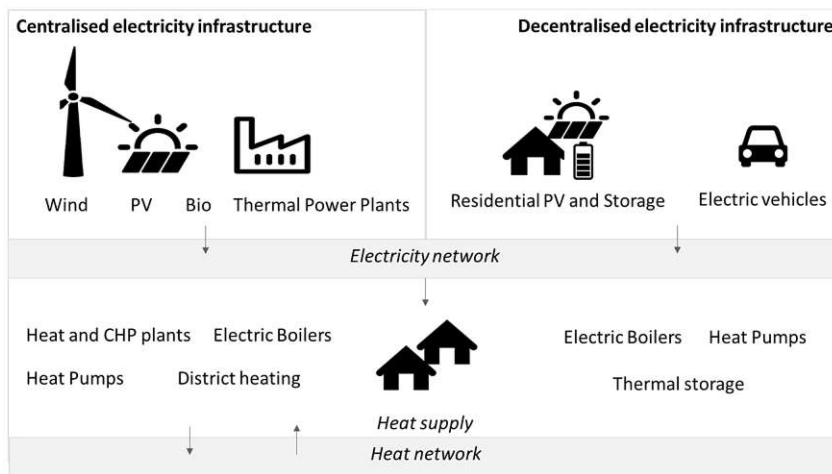 Centralised electricity infrastructure
Decentralised electricity infrastructure
Wind PV Bio Thermal Power Plants
Residential PV and Storage Electric vehicles
Electricity network
Heat and CHP plants Electric Boilers
Electric Boilers Heat Pumps
Heat Pumps District heating
Thermal storage
Heat supply
Heat network